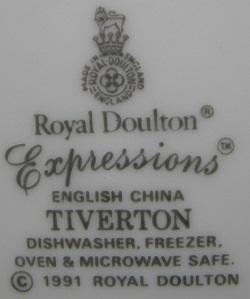 MADE IN ENGLAND
ROYAL DOULTON
ENGLAND
Royal Doulton®
Expressions™
ENGLISH CHINA
TIVERTON
DISHWASHER, FREEZER,
OVEN & MICROWAVE SAFE.
© 1991 ROYAL DOULTON